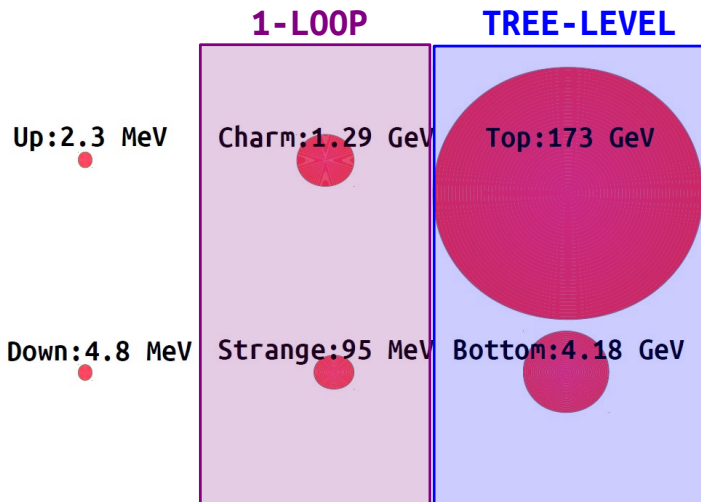 1-LOOP TREE-LEVEL
Up:2.3 MeV Charm:1.29 GeV Top:173 GeV
Down:4.8 MeV Strange:95 MeV Bottom:4.18 GeV